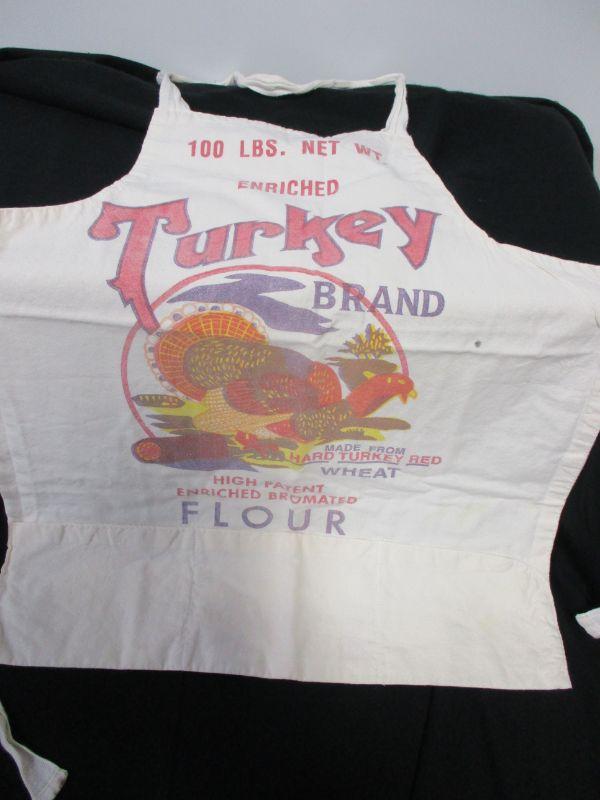 100 LBS. NET WT.
ENRICHED
Turkey
BRAND
MADE FROM
HARD TURKEY RED
WHEAT
HIGH PATENT
ENRICHED BROMATED
FLOUR